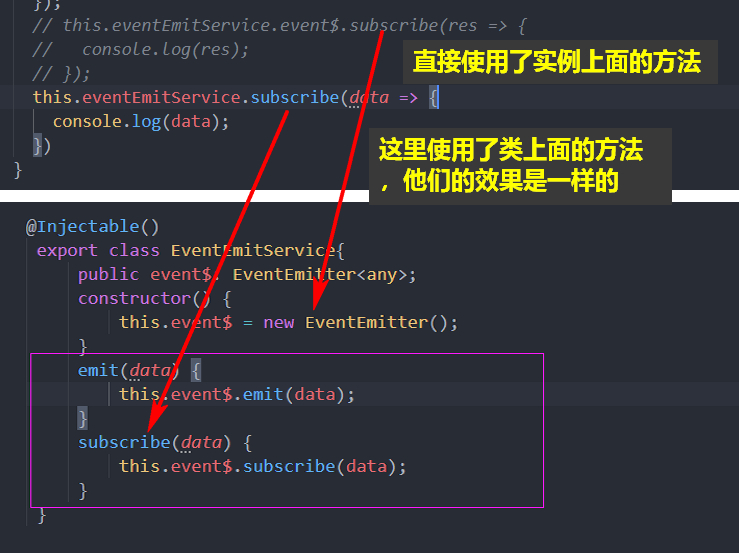 });
// this.eventEmitService.event$.subscribe(res => {
//   console.log(res);
// });
直接使用了实例上面的方法
this.eventEmitService.subscribe(data => {
console.log(data);
})
}
这里使用了类上面的方法
，他们的效果是一样的
@Injectable()
export class EventEmitService{
public event$: EventEmitter<any>;
constructor() {
this.event$ = new EventEmitter();
}
emit(data) {
this.event$.emit(data);
}
subscribe(data) {
this.event$.subscribe(data);
}
}